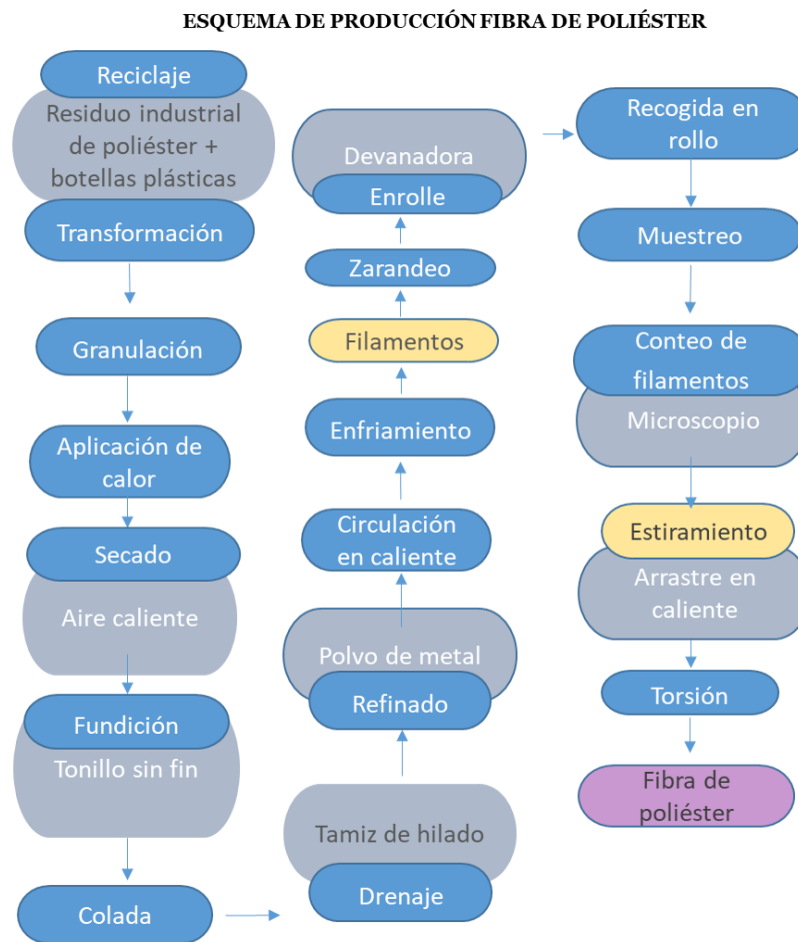 ESQUEMA DE PRODUCCIÓN FIBRA DE POLIÉSTER
Reciclaje
Residuo industrial
de poliéster +
botellas plásticas
Transformación
Granulación
Aplicación de
calor
Secado
Aire caliente
Fundición
Tonillo sin fin
Colada
Devanadora
Enrolle
Zarandeo
Filamentos
Enfriamiento
Circulación
en caliente
Polvo de metal
Refinado
Tamiz de hilado
Drenaje
Recogida en
rollo
Muestreo
Conteo de
filamentos
Microscopio
Estiramiento
Arrastre en
caliente
Torsión
Fibra de
poliéster